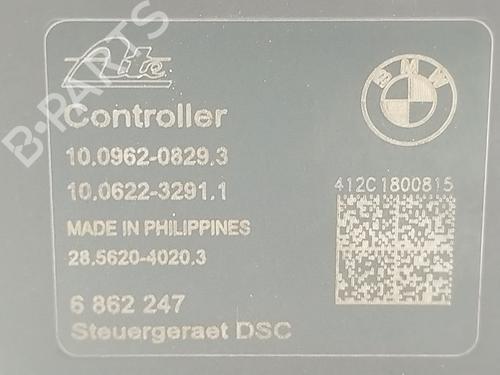 Ate
BMW
Controller
10.0962-0829.3
10.0622-3291.1
412C1800815
MADE IN PHILIPPINES
28.5620-4020.3
6 862 247
Steuergeraet DSC
B-PARTS